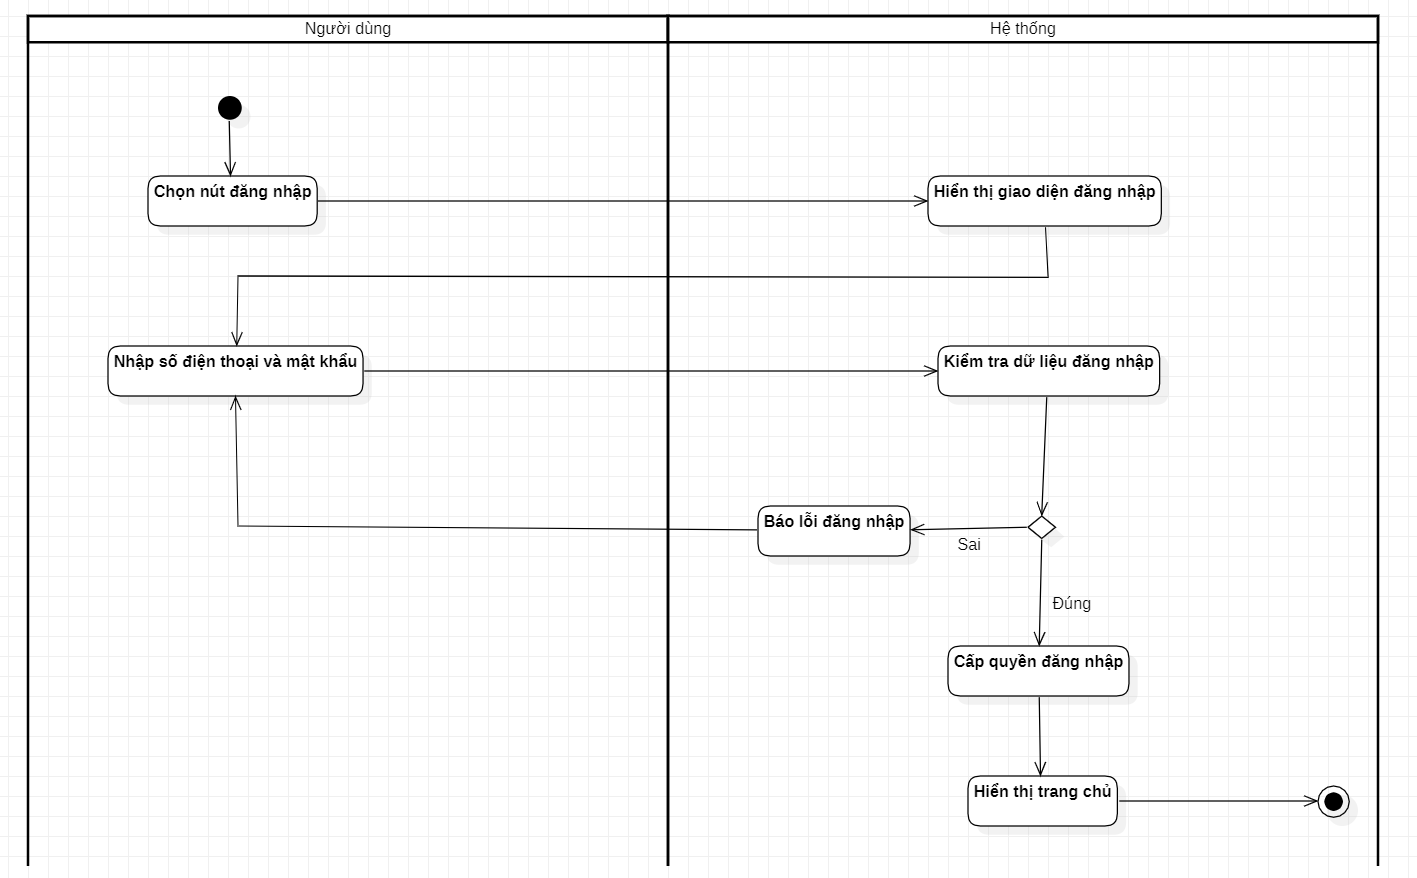 Người dùng
Hệ thống
Chọn nút đăng nhập
Hiển thị giao diện đăng nhập
Nhập số điện thoại và mật khẩu
Kiểm tra dữ liệu đăng nhập
Báo lỗi đăng nhập
Sai
Đúng
Cấp quyền đăng nhập
Hiển thị trang chủ